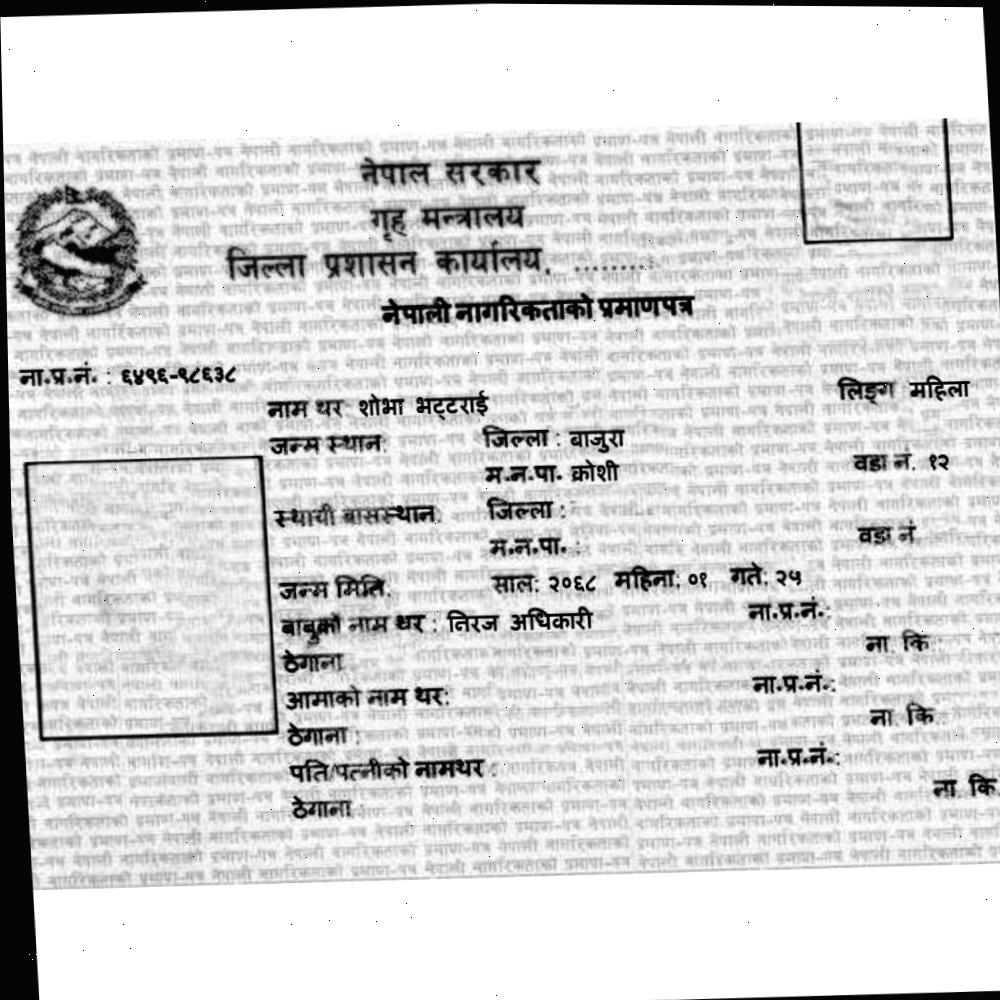 नेपाल सरकार
गृह मन्त्रालय
जिल्ला प्रशासन कार्यालय, .........
नेपाली नागरिकताको प्रमाणपत्र
ना.प्र.नं. : ६४९६-९८६३८
लिङ्ग महिला
नाम थर शोभा भट्टराई
जन्म स्थान: जिल्ला : बाजुरा
म.न.पा. क्रोशी वडा नं. १२
स्थायी बासस्थान: जिल्ला :
म.न.पा. : वडा नं
जन्म मिति: साल: २०६८ महिना: ०१ गते: २५
बाबुको नाम थर : तिरज अधिकारी ना.प्र.नं.:
ठेगाना ना. कि :
आमाको नाम थर: ना.प्र.नं.:
ठेगाना : ना. कि
पति/पत्नीको नामथर : ना.प्र.नं.:
ठेगाना ना. कि